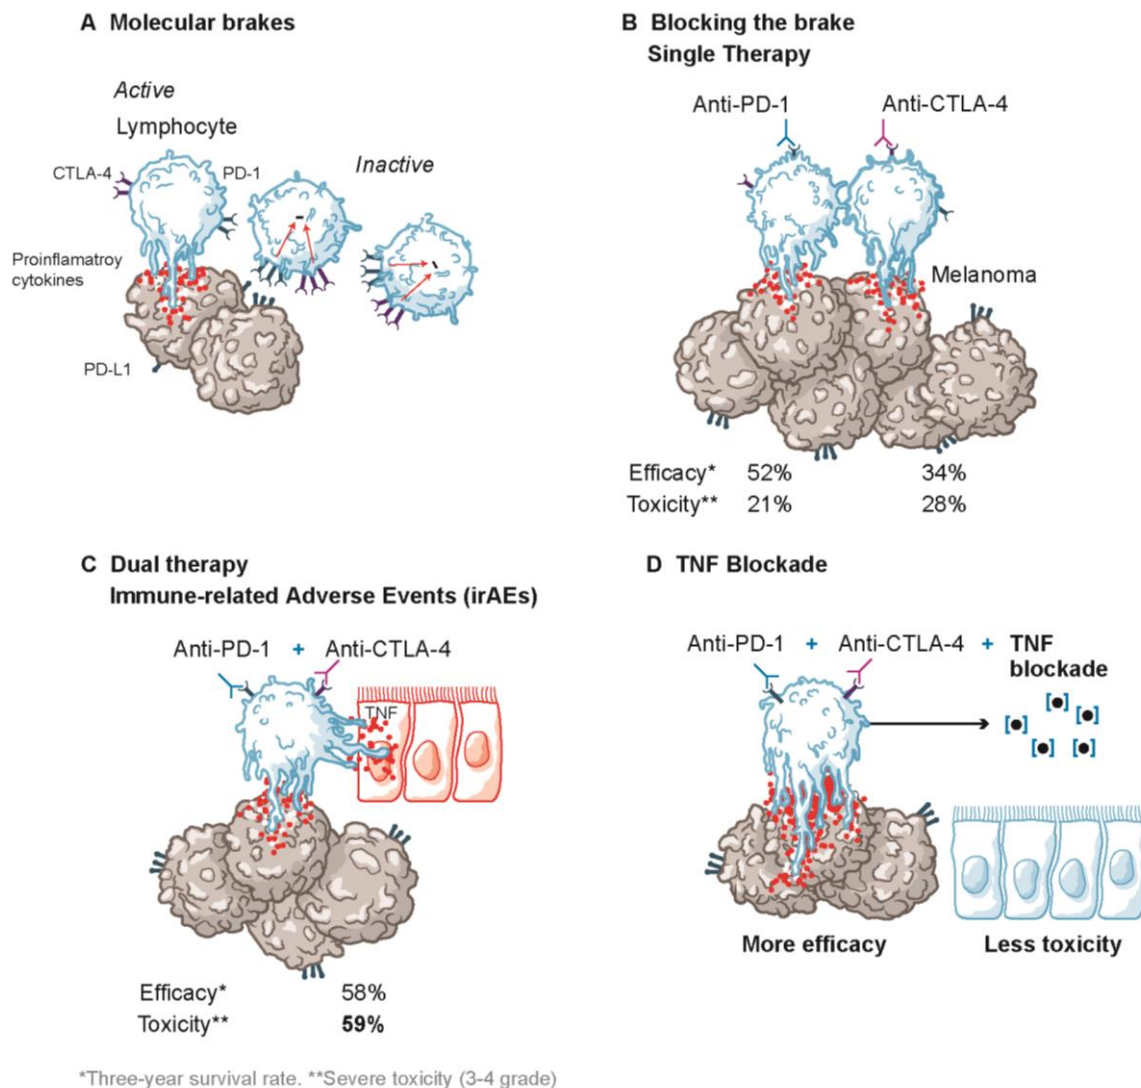 A Molecular brakes
Active
Lymphocyte
CTLA-4
PD-1
Inactive
Proinflamatroy
cytokines
PD-L1
B Blocking the brake
Single Therapy
Anti-PD-1 Anti-CTLA-4
Melanoma
Efficacy* 52% 34%
Toxicity** 21% 28%
C Dual therapy
Immune-related Adverse Events (irAEs)
Anti-PD-1 + Anti-CTLA-4
TNF
Efficacy* 58%
Toxicity** 59%
D TNF Blockade
Anti-PD-1 + Anti-CTLA-4 + TNF
blockade
More efficacy Less toxicity
*Three-year survival rate. **Severe toxicity (3-4 grade)